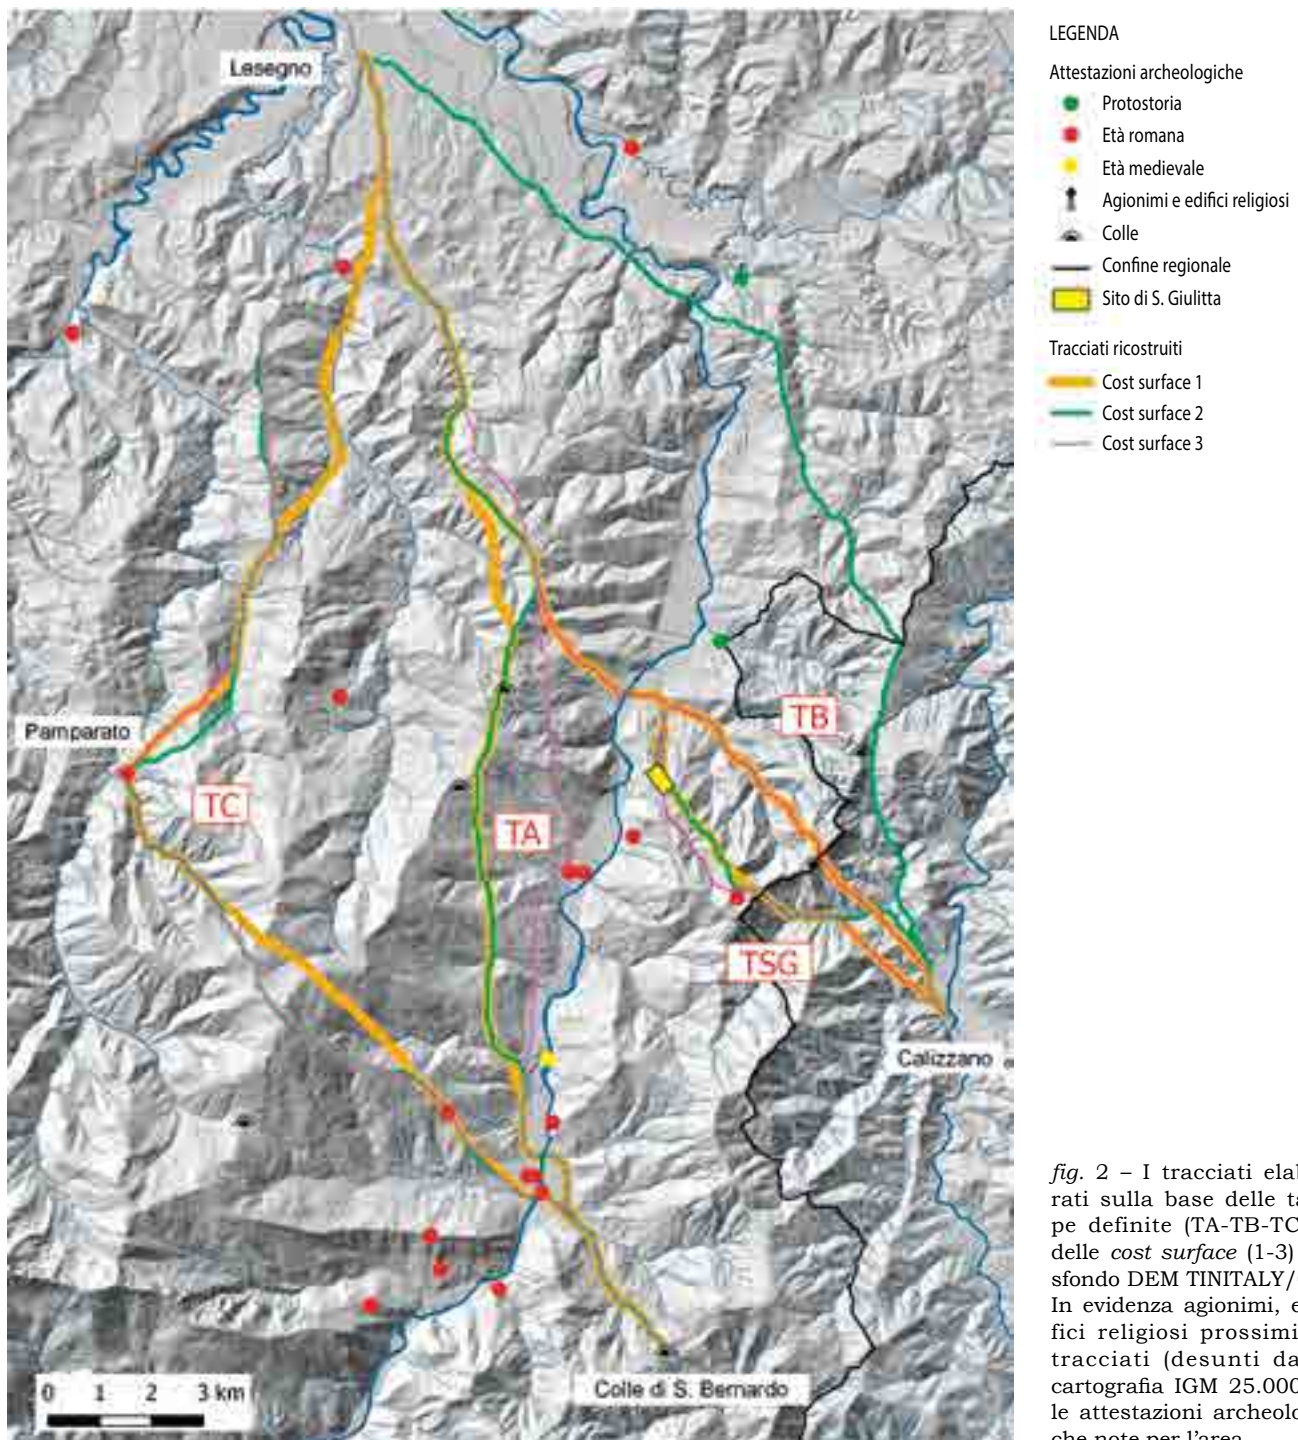 Lesegno
Pamparato
TC
TA
TB
TSG
Calizzano
Colle di S. Bernardo
0 1 2 3 km
LEGENDA
Attestazioni archeologiche
Protostoria
Età romana
Età medievale
Agionimi e edifici religiosi
Colle
Confine regionale
Sito di S. Giulitta
Tracciati ricostruiti
Cost surface 1
Cost surface 2
Cost surface 3
fig. 2 – I tracciati elab
rati sulla base delle ta
pe definite (TA-TB-TC
delle cost surface (1-3)
sfondo DEM TINITALY/
In evidenza agionimi, e
fici religiosi prossimi
tracciati (desunti da
cartografia IGM 25.000
le attestazioni archeolo
che note per l'area